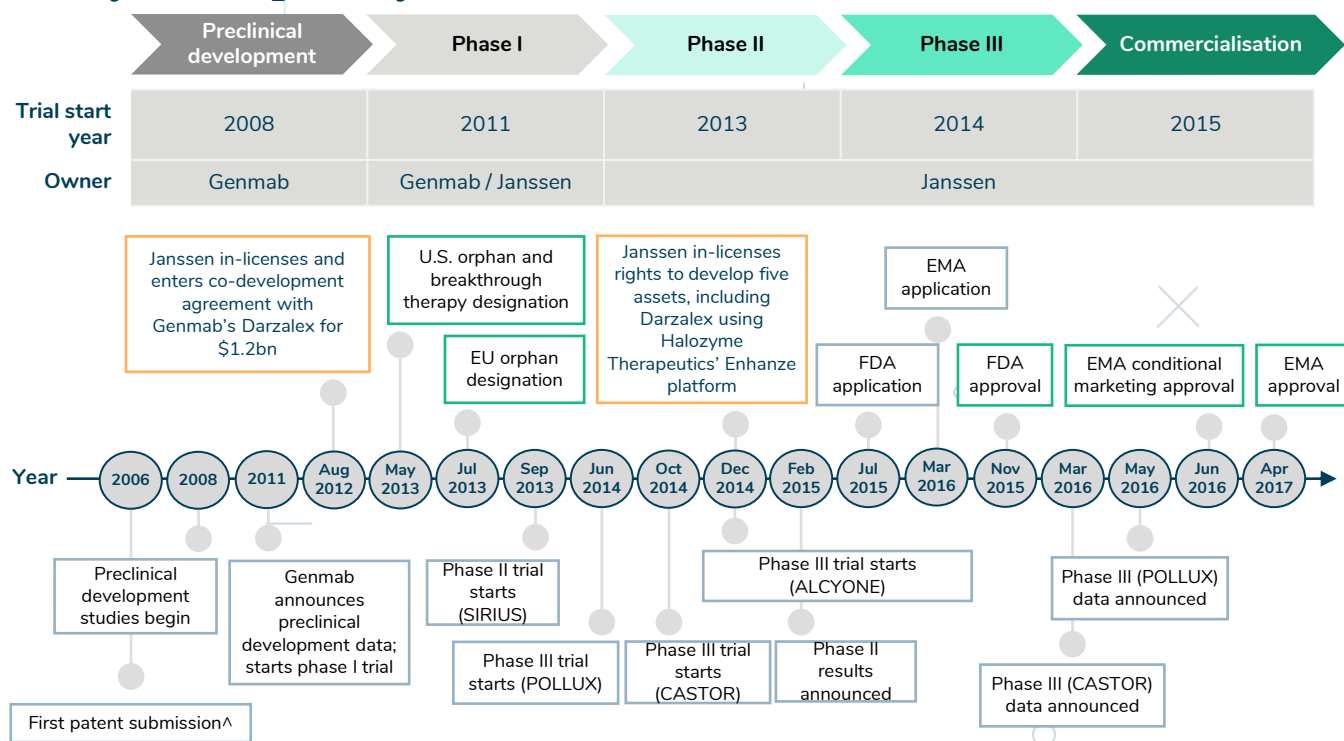 Preclinical
development
Phase I
Phase II
Phase III
Commercialisation
Trial start
year
2008
2011
2013
2014
2015
Owner
Genmab
Genmab / Janssen
Janssen
Janssen in-licenses and
enters co-development
agreement with
Genmab's Darzalex for
$1.2bn
U.S. orphan and
breakthrough
therapy designation
EU orphan
designation
Janssen in-licenses
rights to develop five
assets, including
Darzalex using
Halozyme
Therapeutics' Enhanze
platform
EMA
application
FDA
application
FDA
approval
EMA conditional
marketing approval
EMA
approval
Year
2006
2008
2011
Aug
2012
May
2013
Jul
2013
Sep
2013
Jun
2014
Oct
2014
Dec
2014
Feb
2015
Jul
2015
Mar
2016
Nov
2015
Mar
2016
May
2016
Jun
2016
Apr
2017
Preclinical
development
studies begin
First patent submission^
Genmab
announces
preclinical
development data;
starts phase I trial
Phase II trial
starts
(SIRIUS)
Phase III trial
starts (POLLUX)
Phase III trial
starts
(CASTOR)
Phase III trial starts
(ALCYONE)
Phase II
results
announced
Phase III (POLLUX)
data announced
Phase III (CASTOR)
data announced